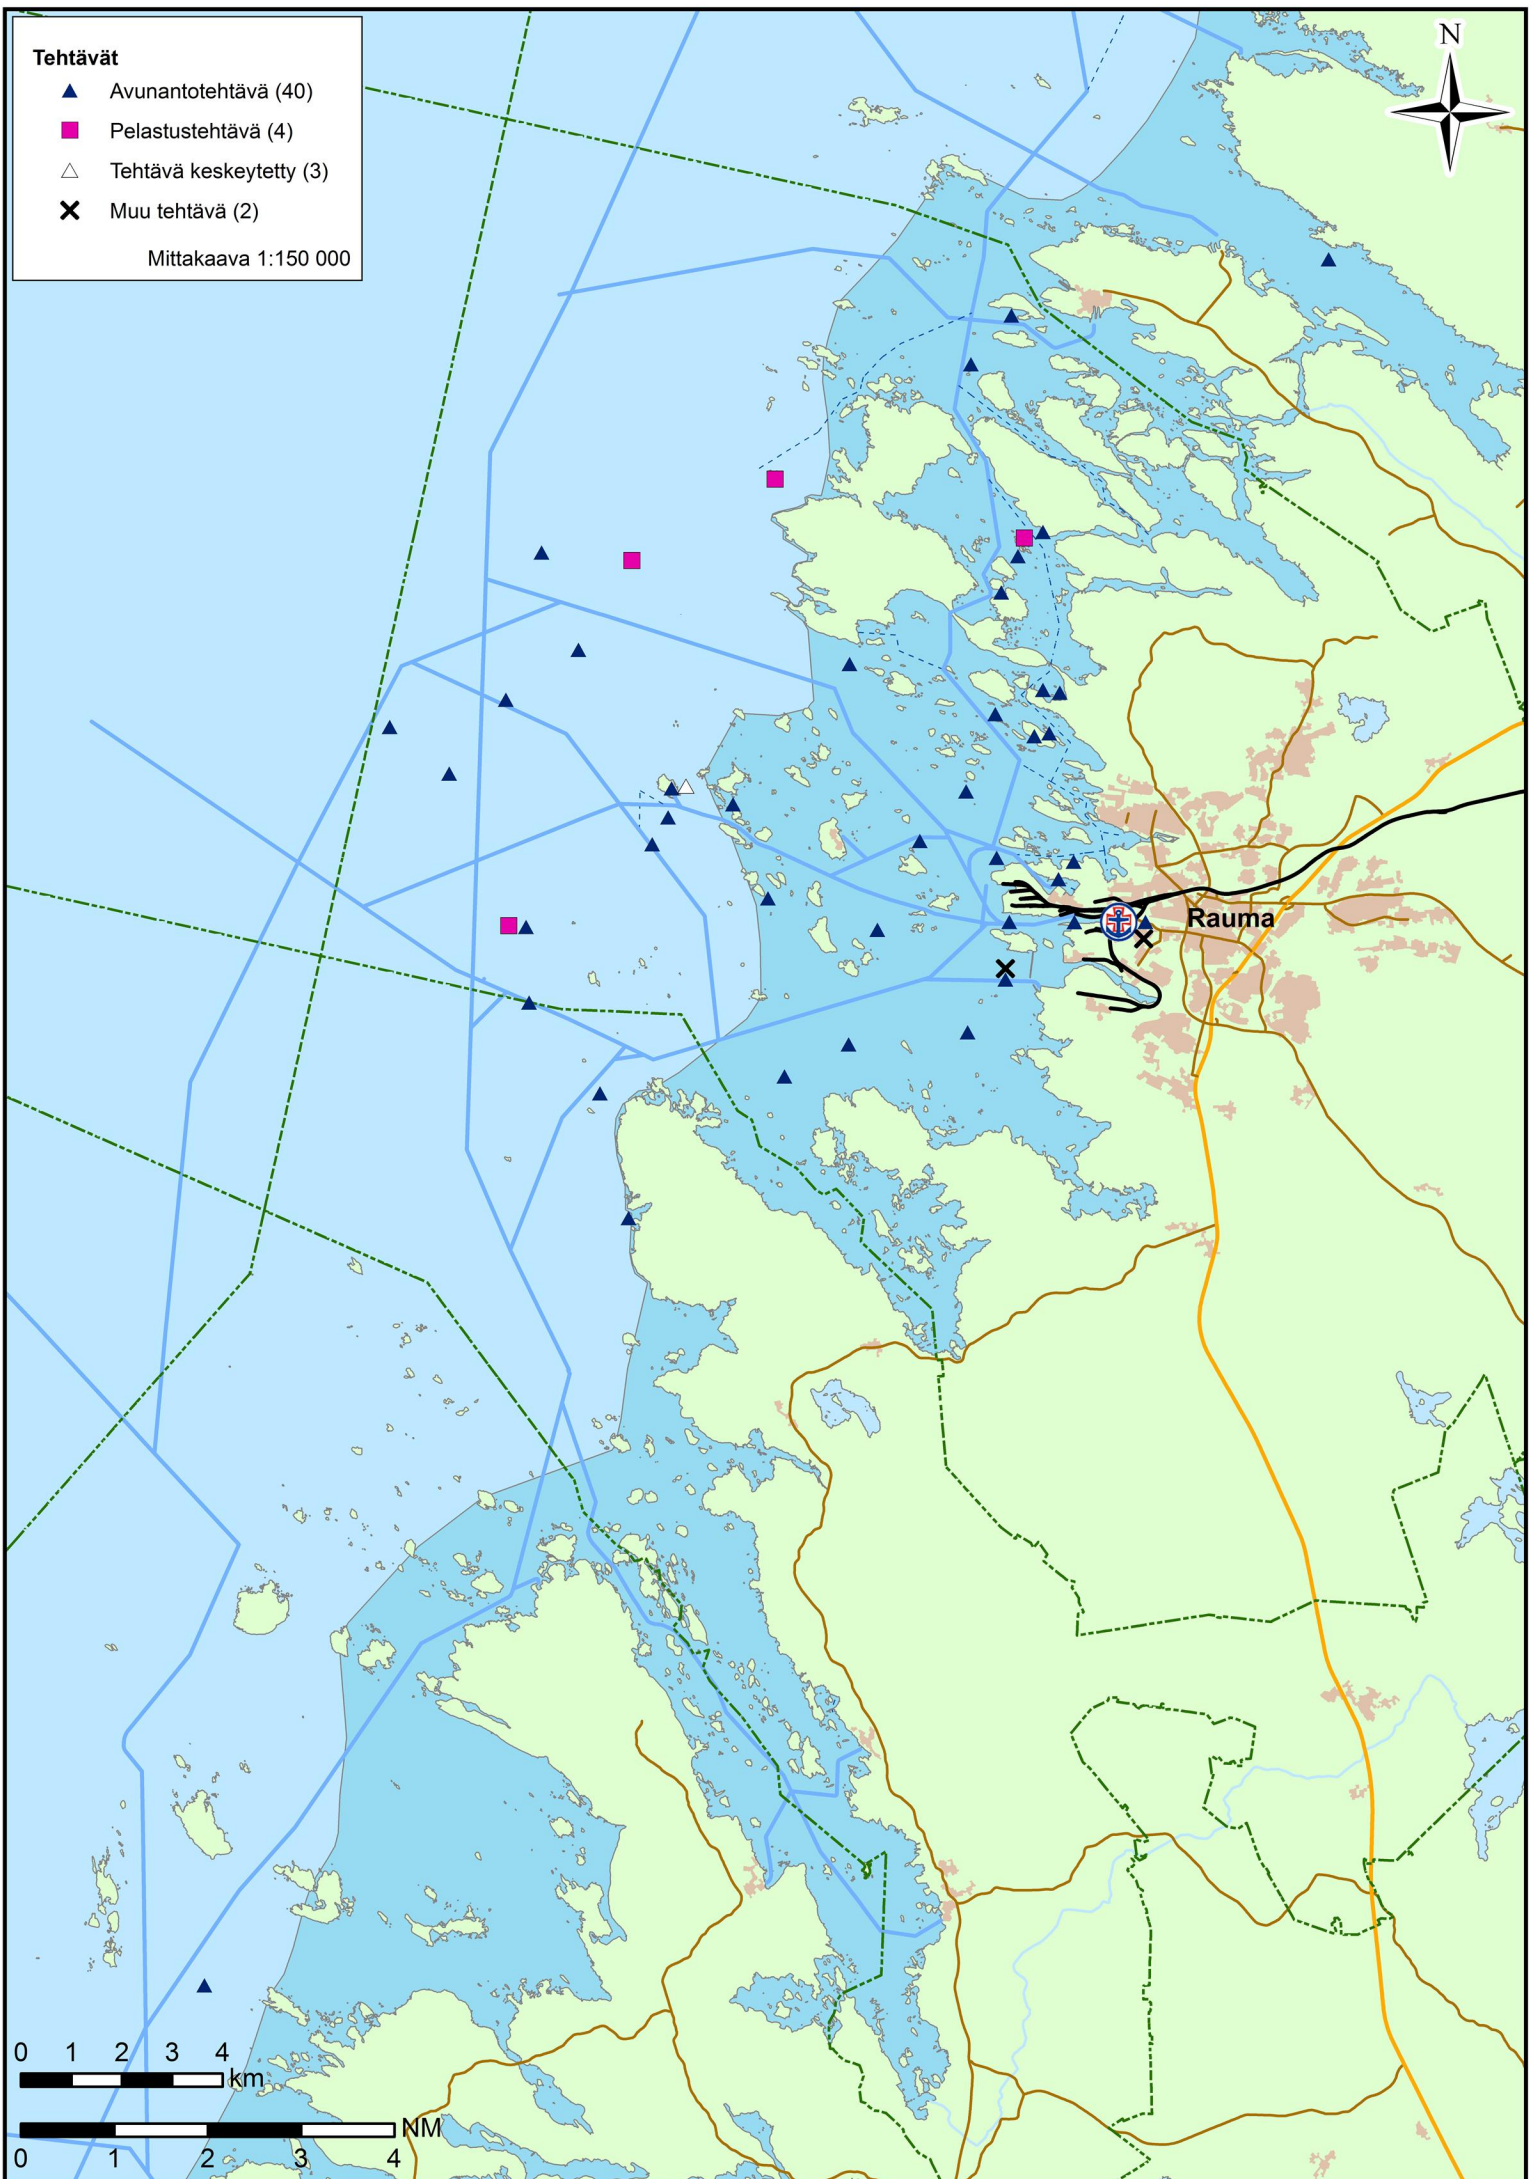 Tehtävät
Avunantotehtävä (40)
Pelastustehtävä (4)
Tehtävä keskeytetty (3)
Muu tehtävä (2)
Mittakaava 1:150 000
N
Rauma
0 1 2 3 4
km
NM
0 1 2 3 4